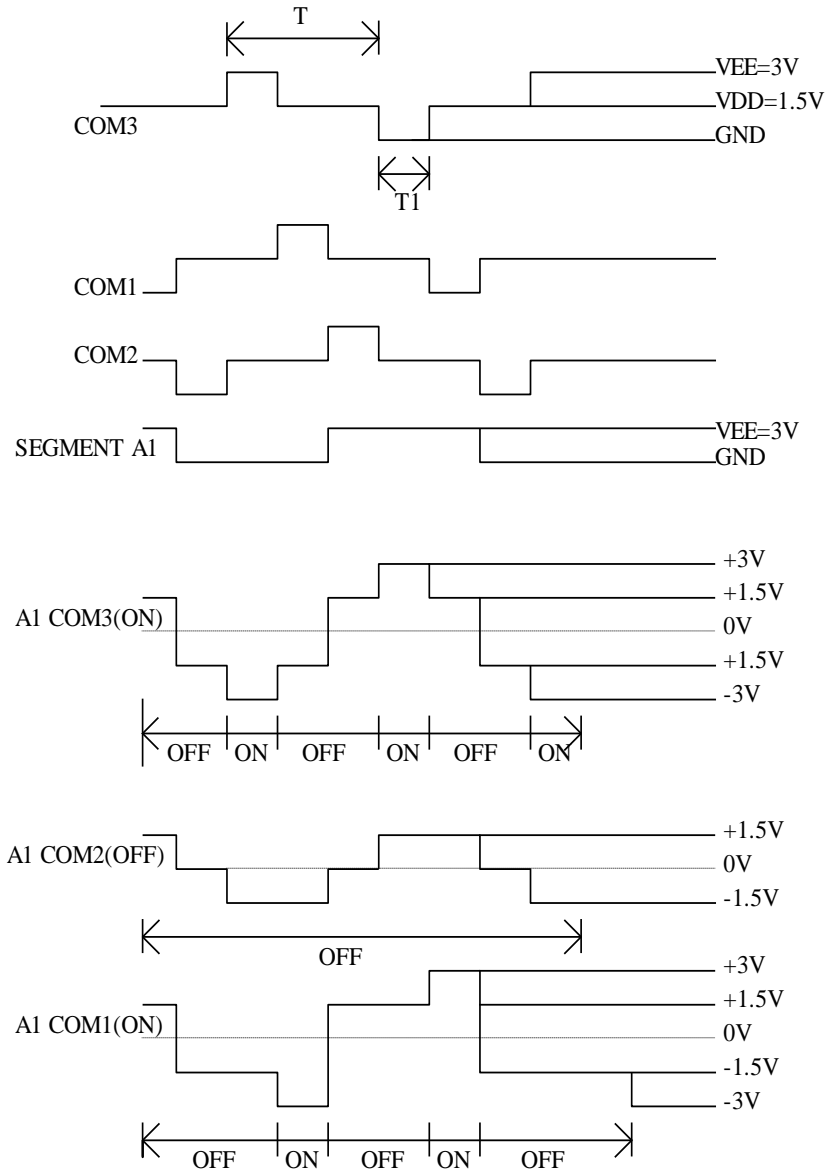 T
VEE=3V
VDD=1.5V
COM3
GND
T1
COM1
COM2
VEE=3V
SEGMENT A1
GND
+3V
+1.5V
A1 COM3(ON)
0V
+1.5V
-3V
OFF ON OFF ON OFF ON
+1.5V
A1 COM2(OFF)
0V
-1.5V
OFF
+3V
+1.5V
A1 COM1(ON)
0V
-1.5V
-3V
OFF ON OFF ON OFF